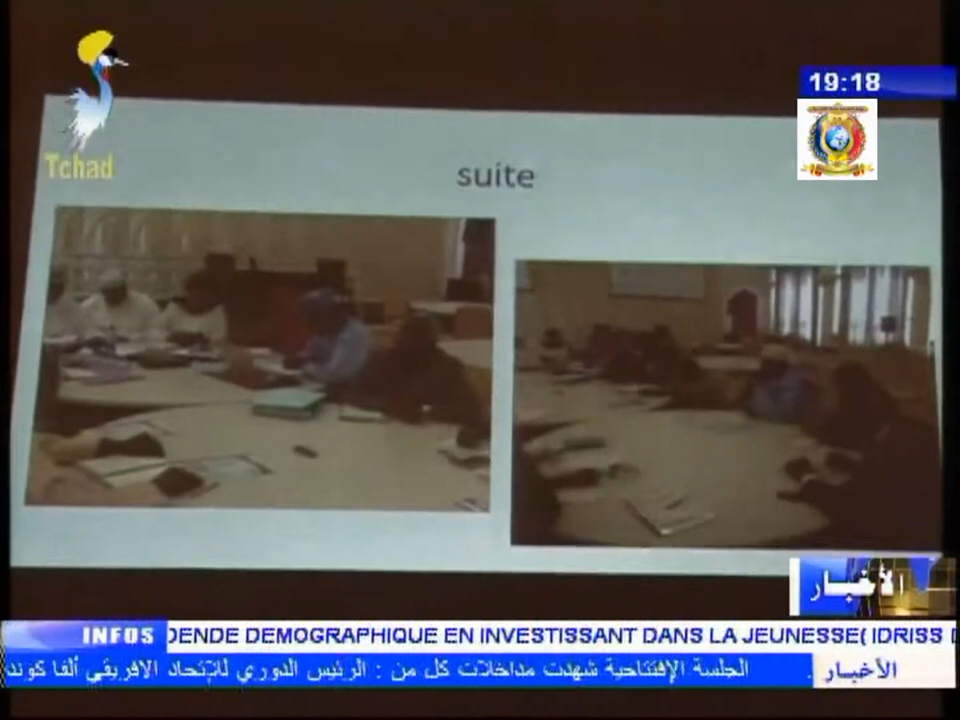 19:18
Tchad
suite
الأخبار
INFOS DENDE DEMOGRAPHIQUE EN INVESTISSANT DANS LA JEUNESSE( IDRISS
الأخبار الجلسة الإفتتاحية شهدت مداخلات كل من : الرئيس الدوري للإتحاد الافريقي ألفا كوند